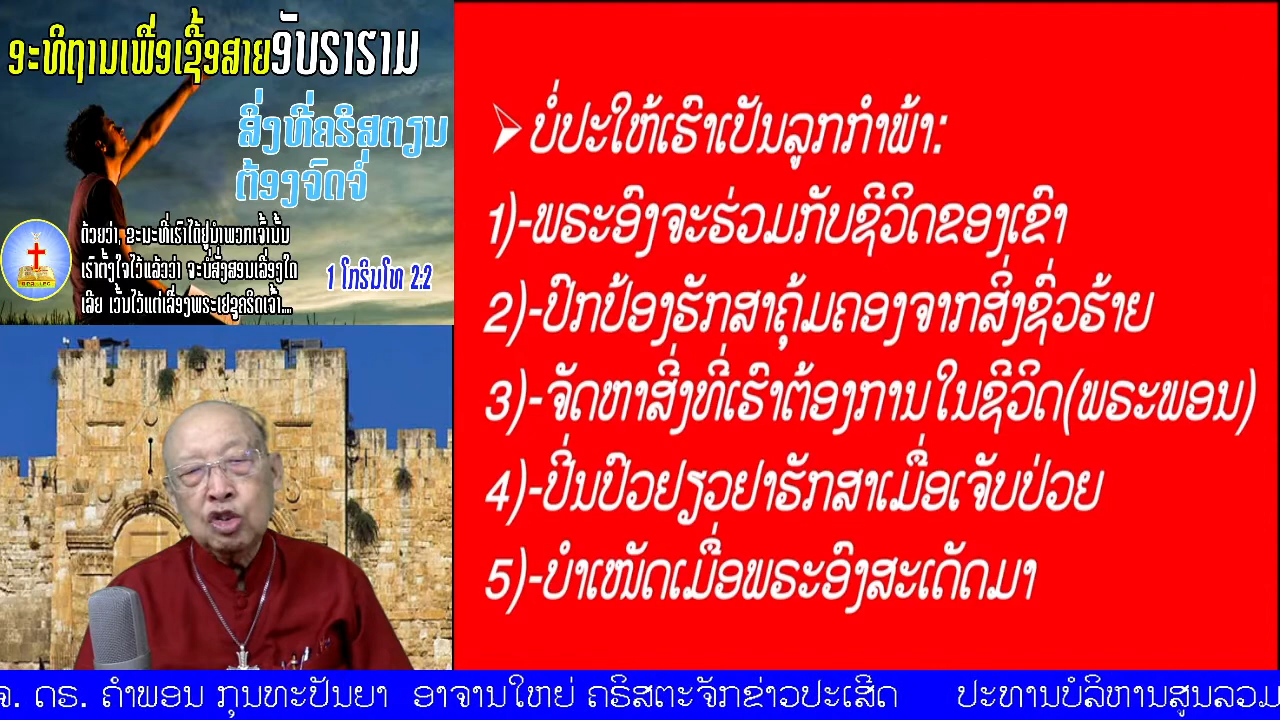 ອະທິຖານເພື່ອເຊື້ອສາຍອັບຣາຮາມ
ສິ່ງທີ່ຄຣິສຕຽນ
ຕ້ອງຈົດຈໍ່
ດ້ວຍວ່າ, ຂະນະທີ່ເຮົາໄດ້ຢູ່ນຳພວກເຈົ້ານັ້ນ
ເຮົາຕັ້ງໃຈໄວ້ແລ້ວວ່າ ຈະບໍ່ສັ່ງສອນເລື່ອງໃດ
ເລີຍ ເວັ້ນໄວ້ແຕ່ເລື່ອງພຣະເຢຊູຄຣິດເຈົ້າ....
1 ໂກຣິນໂທ 2:2
➢ບໍ່ປະໃຫ້ເຮົາເປັນລູກກຳພ້າ:
1)-ພຣະອົງຈະຮ່ວມກັບຊີວິດຂອງເຂົາ
2)-ປົກປ້ອງຮັກສາຄຸ້ມຄອງຈາກສິ່ງຊົ່ວຮ້າຍ
3)-ຈັດຫາສິ່ງທີ່ເຮົາຕ້ອງການໃນຊີວິດ(ພຣະພອນ)
4)-ປິ່ນປົວຢຽວຢາຮັກສາເມື່ອເຈັບປ່ວຍ
5)-ບຳເໜັດເມື່ອພຣະອົງສະເດັດມາ
ຈ. ດຣ. ຄຳພອນ ກຸນທະປັນຍາ ອາຈານໃຫຍ່ ຄຣິສຕະຈັກຂ່າວປະເສີດ ປະທານບໍລິຫານສູນລວມ